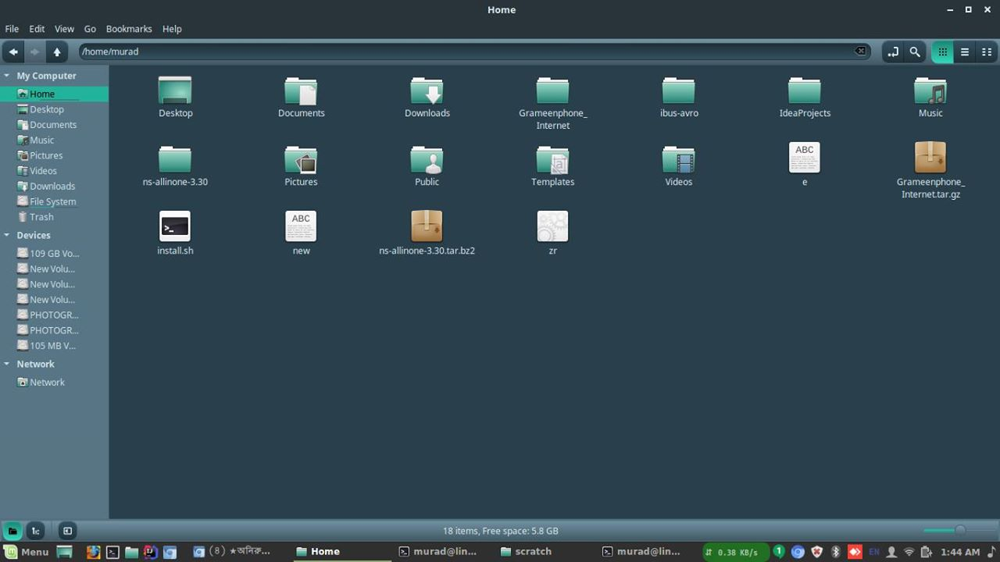 Home
File Edit View Go Bookmarks Help
/home/murad
My Computer
Home
Desktop
Documents
Music
Pictures
Videos
Downloads
File System
Trash
Devices
109 GB Vo...
New Volu...
New Volu...
New Volu...
PHOTOGR...
PHOTOGR...
105 MB V...
Network
Network
Desktop
Documents
Downloads
Grameenphone_
Internet
ibus-avro
IdeaProjects
Music
ns-allinone-3.30
Pictures
Public
Templates
Videos
ABC
e
Grameenphone_
Internet.tar.gz
>_
install.sh
ABC
new
ns-allinone-3.30.tar.bz2
zr
18 items, Free space: 5.8 GB
Menu
(8) ★অনিরু...
Home
murad@lin...
scratch
murad@lin...
0.38 KB/s
1
EN
1:44 AM